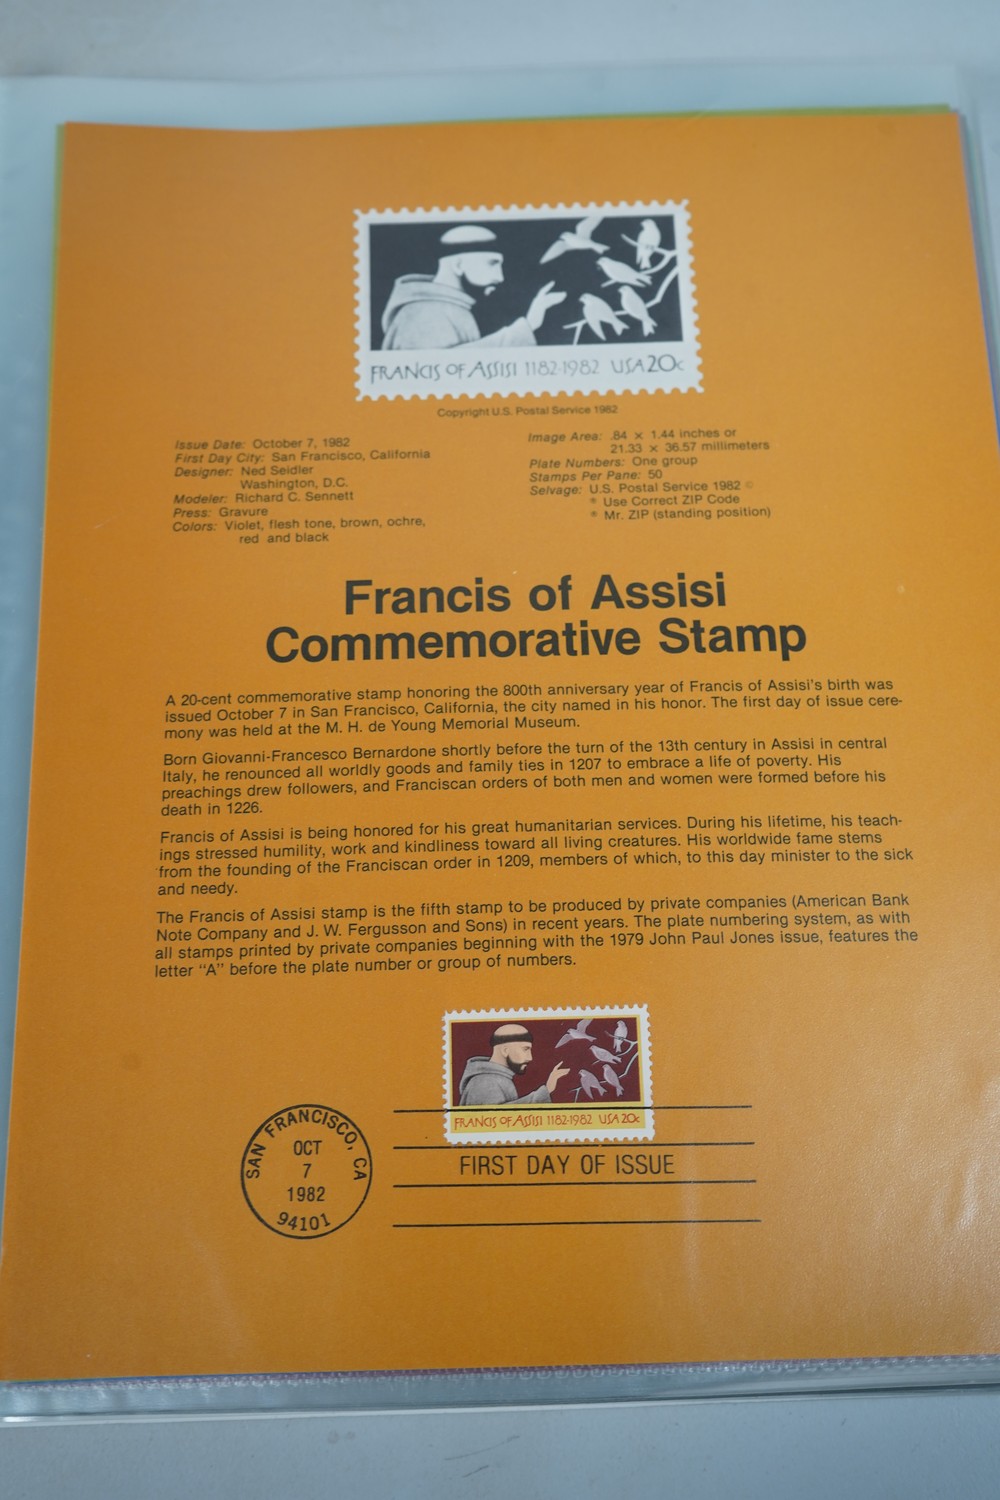 FRANCIS OF ASSISI 1182-1982 USA 20c
Copyright U.S. Postal Service 1982
Issue Date: October 7, 1982
First Day City: San Francisco, California
Designer: Ned Seidler
Washington, D.C.
Modeler: Richard C. Sennett
Press: Gravure
Colors: Violet, flesh tone, brown, ochre,
red and black
Image Area: .84 × 1.44 inches or
21.33 × 36.57 millimeters
Plate Numbers: One group
Stamps Per Pane: 50
Selvage: U.S. Postal Service 1982 ©
* Use Correct ZIP Code
* Mr. ZIP (standing position)
Francis of Assisi
Commemorative Stamp
A 20-cent commemorative stamp honoring the 800th anniversary year of Francis of Assisi's birth was
issued October 7 in San Francisco, California, the city named in his honor. The first day of issue cere-
mony was held at the M. H. de Young Memorial Museum.
Born Giovanni-Francesco Bernardone shortly before the turn of the 13th century in Assisi in central
Italy, he renounced all worldly goods and family ties in 1207 to embrace a life of poverty. His
preachings drew followers, and Franciscan orders of both men and women were formed before his
death in 1226.
Francis of Assisi is being honored for his great humanitarian services. During his lifetime, his teach-
ings stressed humility, work and kindliness toward all living creatures. His worldwide fame stems
from the founding of the Franciscan order in 1209, members of which, to this day minister to the sick
and needy.
The Francis of Assisi stamp is the fifth stamp to be produced by private companies (American Bank
Note Company and J. W. Fergusson and Sons) in recent years. The plate numbering system, as with
all stamps printed by private companies beginning with the 1979 John Paul Jones issue, features the
letter "A" before the plate number or group of numbers.
FRANCIS OF ASSISI 1182-1982 USA 20c
SAN FRANCISCO, CA
OCT
7
1982
94101
FIRST DAY OF ISSUE